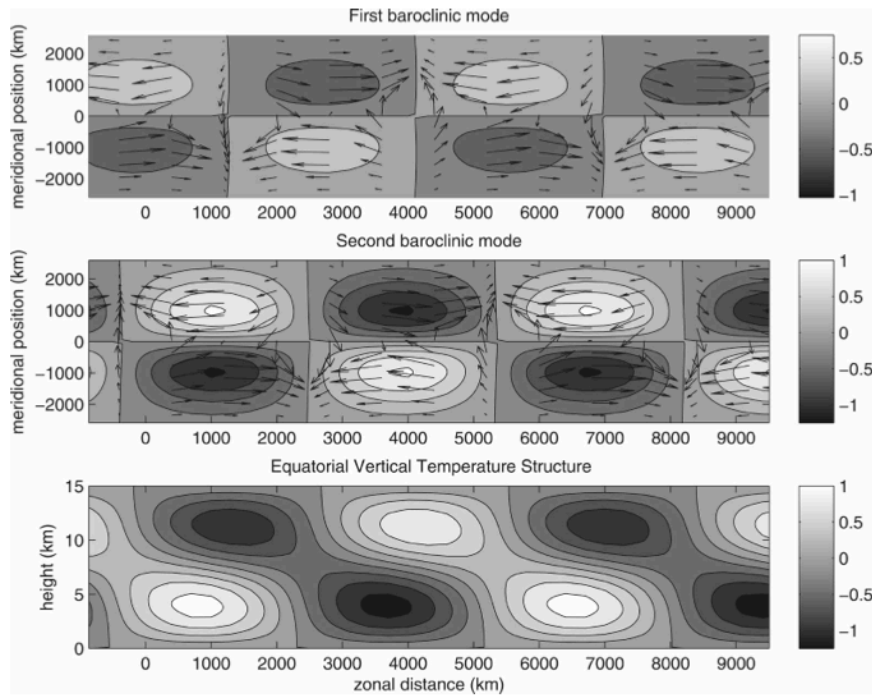 First baroclinic mode
meridional position (km)
2000
1000
0
−1000
−2000
0 1000 2000 3000 4000 5000 6000 7000 8000 9000
0.5
0
−0.5
−1
Second baroclinic mode
meridional position (km)
2000
1000
0
−1000
−2000
0 1000 2000 3000 4000 5000 6000 7000 8000 9000
1
0.5
0
−0.5
−1
Equatorial Vertical Temperature Structure
height (km)
15
10
5
0
0 1000 2000 3000 4000 5000 6000 7000 8000 9000
zonal distance (km)
1
0.5
0
−0.5
−1